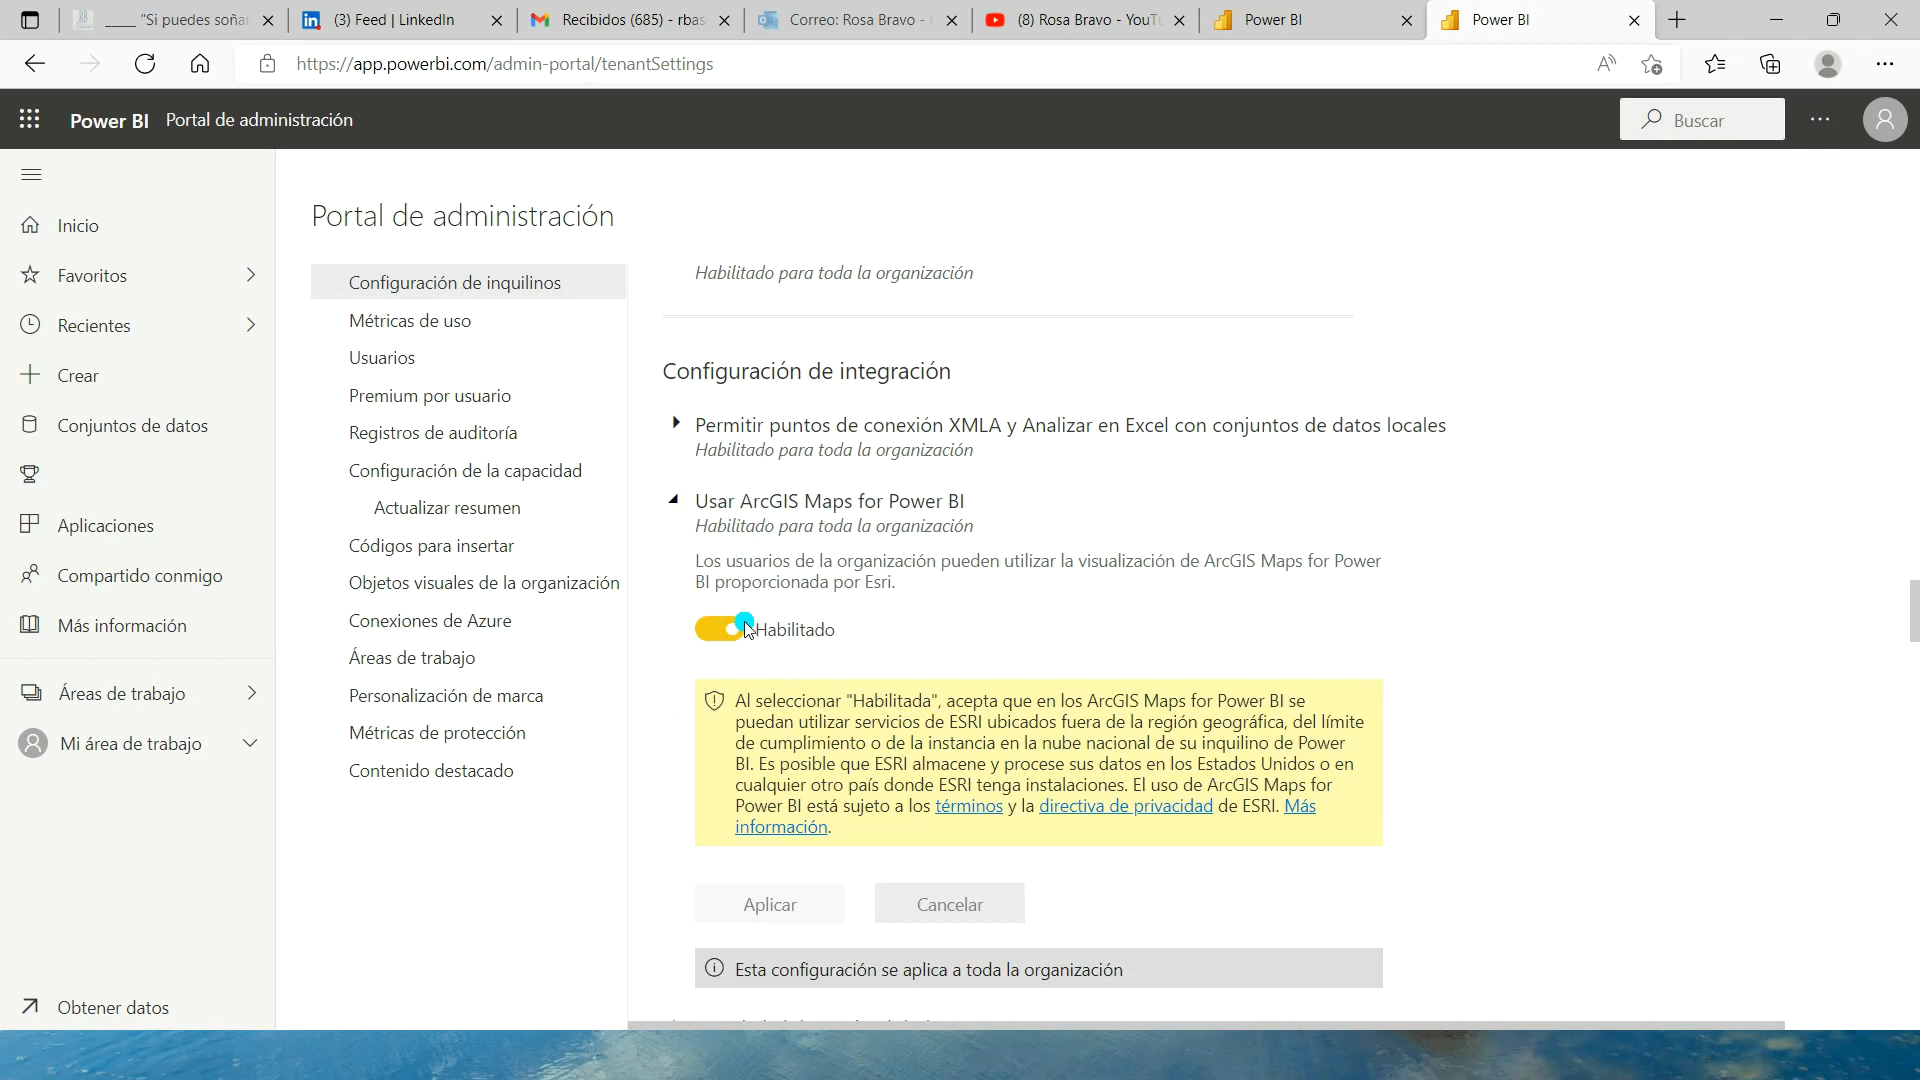 ____ "Si puedes soñar
(3) Feed | LinkedIn
Recibidos (685) - rbas
Correo: Rosa Bravo -
(8) Rosa Bravo - YouTu
Power BI
Power BI
https://app.powerbi.com/admin-portal/tenantSettings
Power BI Portal de administración
Buscar
Inicio
Favoritos
Recientes
Crear
Conjuntos de datos
Aplicaciones
Compartido conmigo
Más información
Áreas de trabajo
Mi área de trabajo
Obtener datos
Portal de administración
Configuración de inquilinos
Métricas de uso
Usuarios
Premium por usuario
Registros de auditoría
Configuración de la capacidad
Actualizar resumen
Códigos para insertar
Objetos visuales de la organización
Conexiones de Azure
Áreas de trabajo
Personalización de marca
Métricas de protección
Contenido destacado
Habilitado para toda la organización
Configuración de integración
Permitir puntos de conexión XMLA y Analizar en Excel con conjuntos de datos locales
Habilitado para toda la organización
Usar ArcGIS Maps for Power BI
Habilitado para toda la organización
Los usuarios de la organización pueden utilizar la visualización de ArcGIS Maps for Power
BI proporcionada por Esri.
Habilitado
Al seleccionar "Habilitada", acepta que en los ArcGIS Maps for Power BI se
puedan utilizar servicios de ESRI ubicados fuera de la región geográfica, del límite
de cumplimiento o de la instancia en la nube nacional de su inquilino de Power
BI. Es posible que ESRI almacene y procese sus datos en los Estados Unidos o en
cualquier otro país donde ESRI tenga instalaciones. El uso de ArcGIS Maps for
Power BI está sujeto a los términos y la directiva de privacidad de ESRI. Más
información.
Aplicar
Cancelar
Esta configuración se aplica a toda la organización